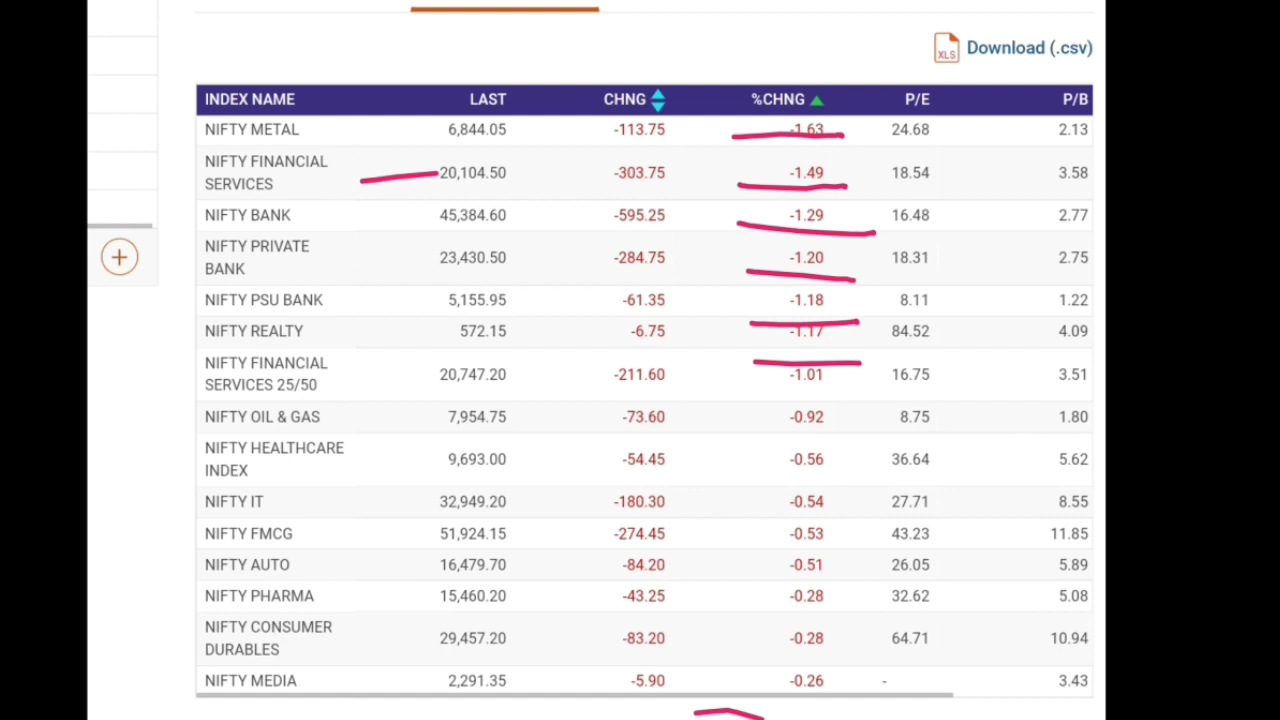 XLS Download (.csv)
INDEX NAME LAST CHNG %CHNG P/E P/B
NIFTY METAL 6,844.05 -113.75 -1.63 24.68 2.13
NIFTY FINANCIAL
SERVICES 20,104.50 -303.75 -1.49 18.54 3.58
NIFTY BANK 45,384.60 -595.25 -1.29 16.48 2.77
NIFTY PRIVATE
BANK 23,430.50 -284.75 -1.20 18.31 2.75
NIFTY PSU BANK 5,155.95 -61.35 -1.18 8.11 1.22
NIFTY REALTY 572.15 -6.75 -1.17 84.52 4.09
NIFTY FINANCIAL
SERVICES 25/50 20,747.20 -211.60 -1.01 16.75 3.51
NIFTY OIL & GAS 7,954.75 -73.60 -0.92 8.75 1.80
NIFTY HEALTHCARE
INDEX 9,693.00 -54.45 -0.56 36.64 5.62
NIFTY IT 32,949.20 -180.30 -0.54 27.71 8.55
NIFTY FMCG 51,924.15 -274.45 -0.53 43.23 11.85
NIFTY AUTO 16,479.70 -84.20 -0.51 26.05 5.89
NIFTY PHARMA 15,460.20 -43.25 -0.28 32.62 5.08
NIFTY CONSUMER
DURABLES 29,457.20 -83.20 -0.28 64.71 10.94
NIFTY MEDIA 2,291.35 -5.90 -0.26 - 3.43